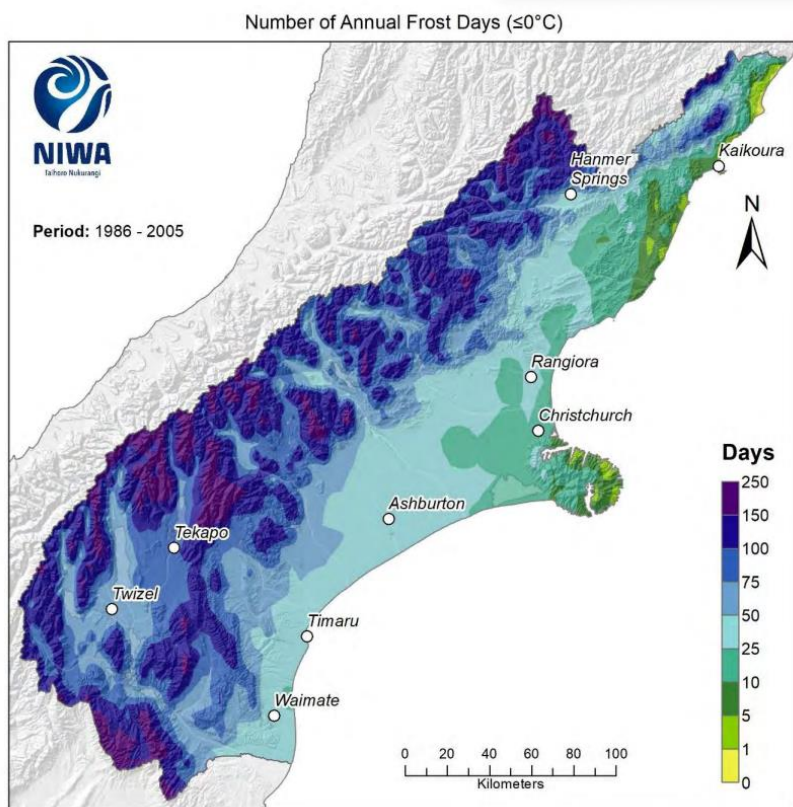 Number of Annual Frost Days (≤0°C)
NIWA
Taihoro Nukurangi
Period: 1986 - 2005
Hanmer
Springs
Kaikoura
N
Rangiora
Christchurch
Ashburton
Tekapo
Twizel
Timaru
Waimate
Days
250
150
100
75
50
25
10
5
1
0
0 20 40 60 80 100
Kilometers